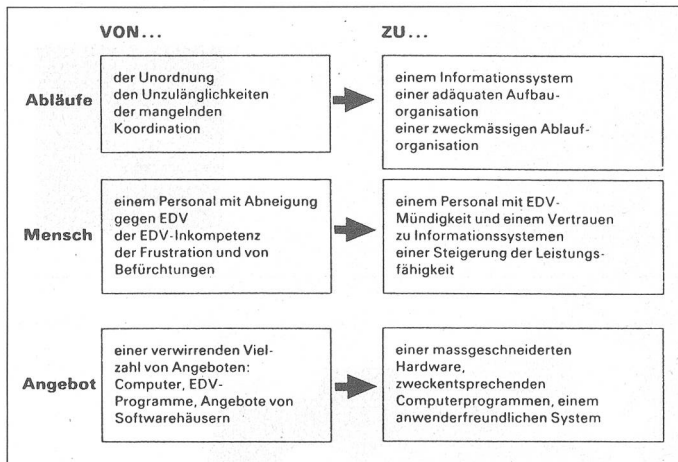 VON... ZU...
Abläufe
der Unordnung
den Unzulänglichkeiten
der mangelnden
Koordination
einem Informationssystem
einer adäquaten Aufbau-
organisation
einer zweckmässigen Ablauf-
organisation
Mensch
einem Personal mit Abneigung
gegen EDV
der EDV-Inkompetenz
der Frustration und von
Befürchtungen
einem Personal mit EDV-
Mündigkeit und einem Vertrauen
zu Informationssystemen
einer Steigerung der Leistungs-
fähigkeit
Angebot
einer verwirrenden Viel-
zahl von Angeboten:
Computer, EDV-
Programme, Angebote von
Softwarehäusern
einer massgeschneiderten
Hardware,
zweckentsprechenden
Computerprogrammen, einem
anwenderfreundlichen System